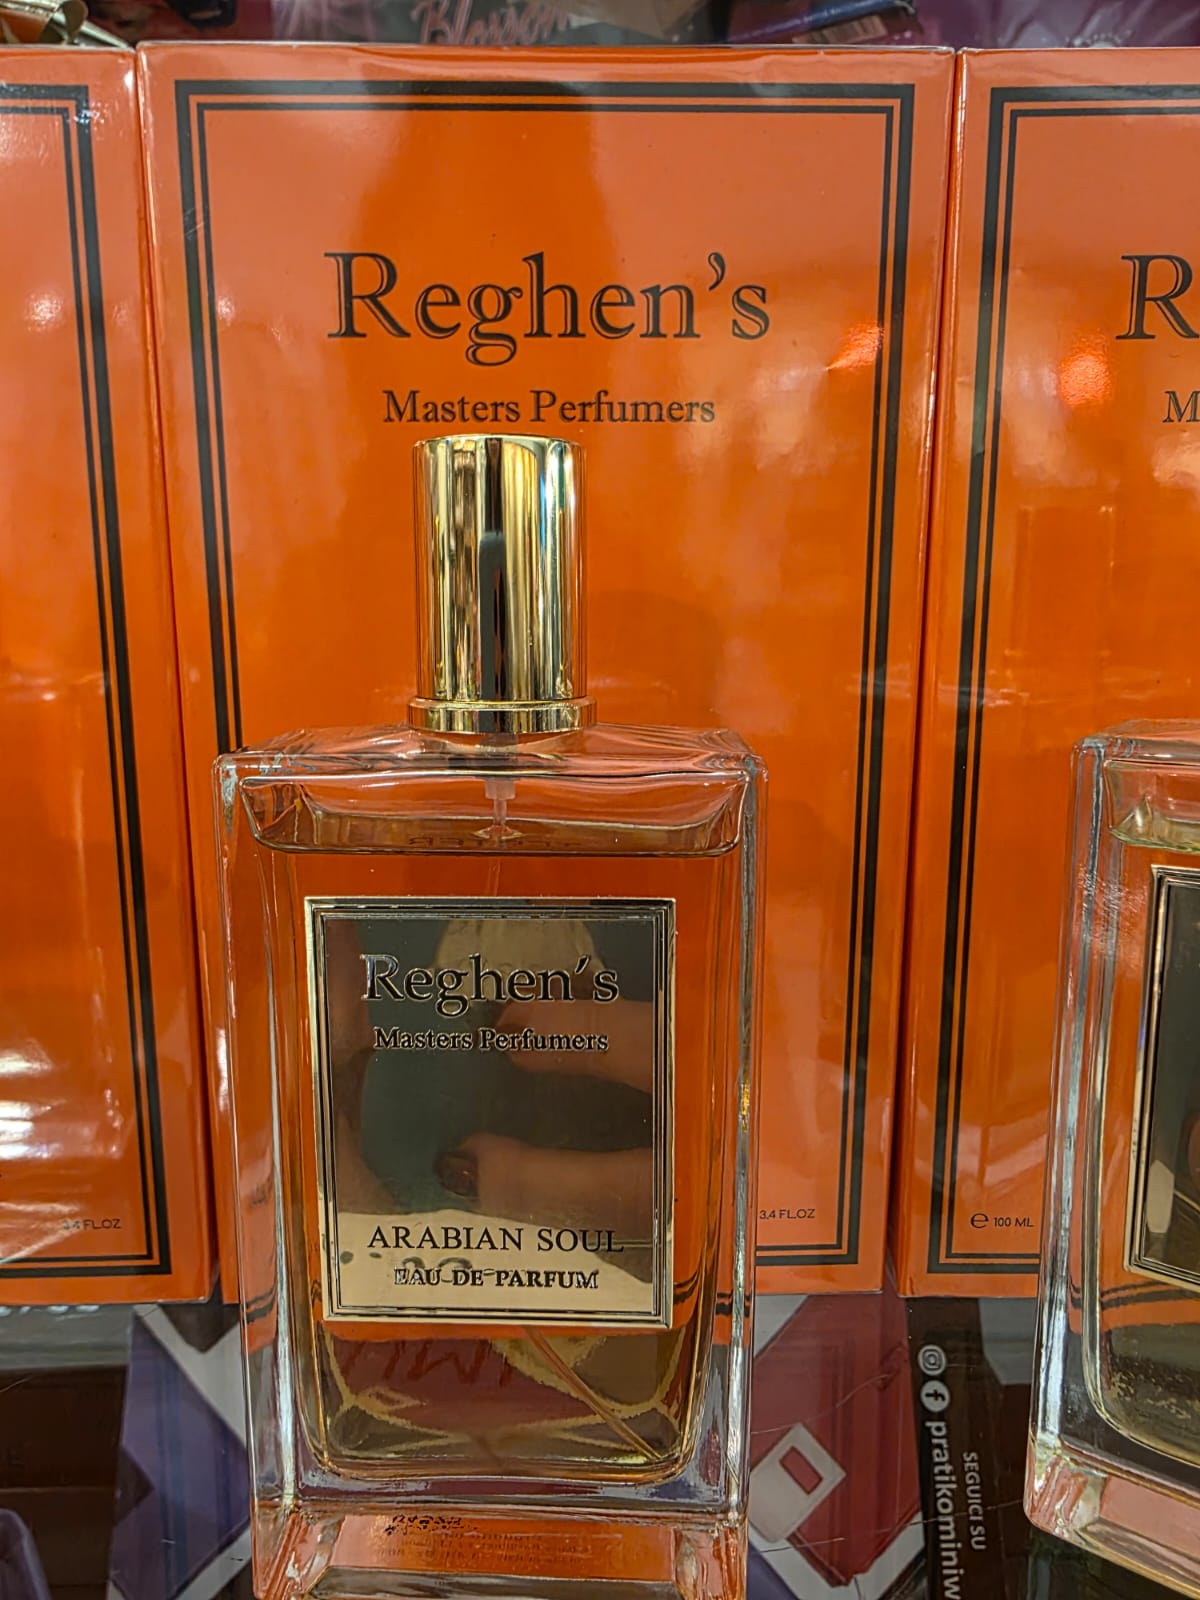 Blossom
Reghen's
Masters Perfumers
R
M
Reghen's
Masters Perfumers
ARABIAN SOUL
EAU DE PARFUM
3,4 FL.OZ
3,4 FL.OZ
e 100 ML
SEGUICI SU
pratikominiw